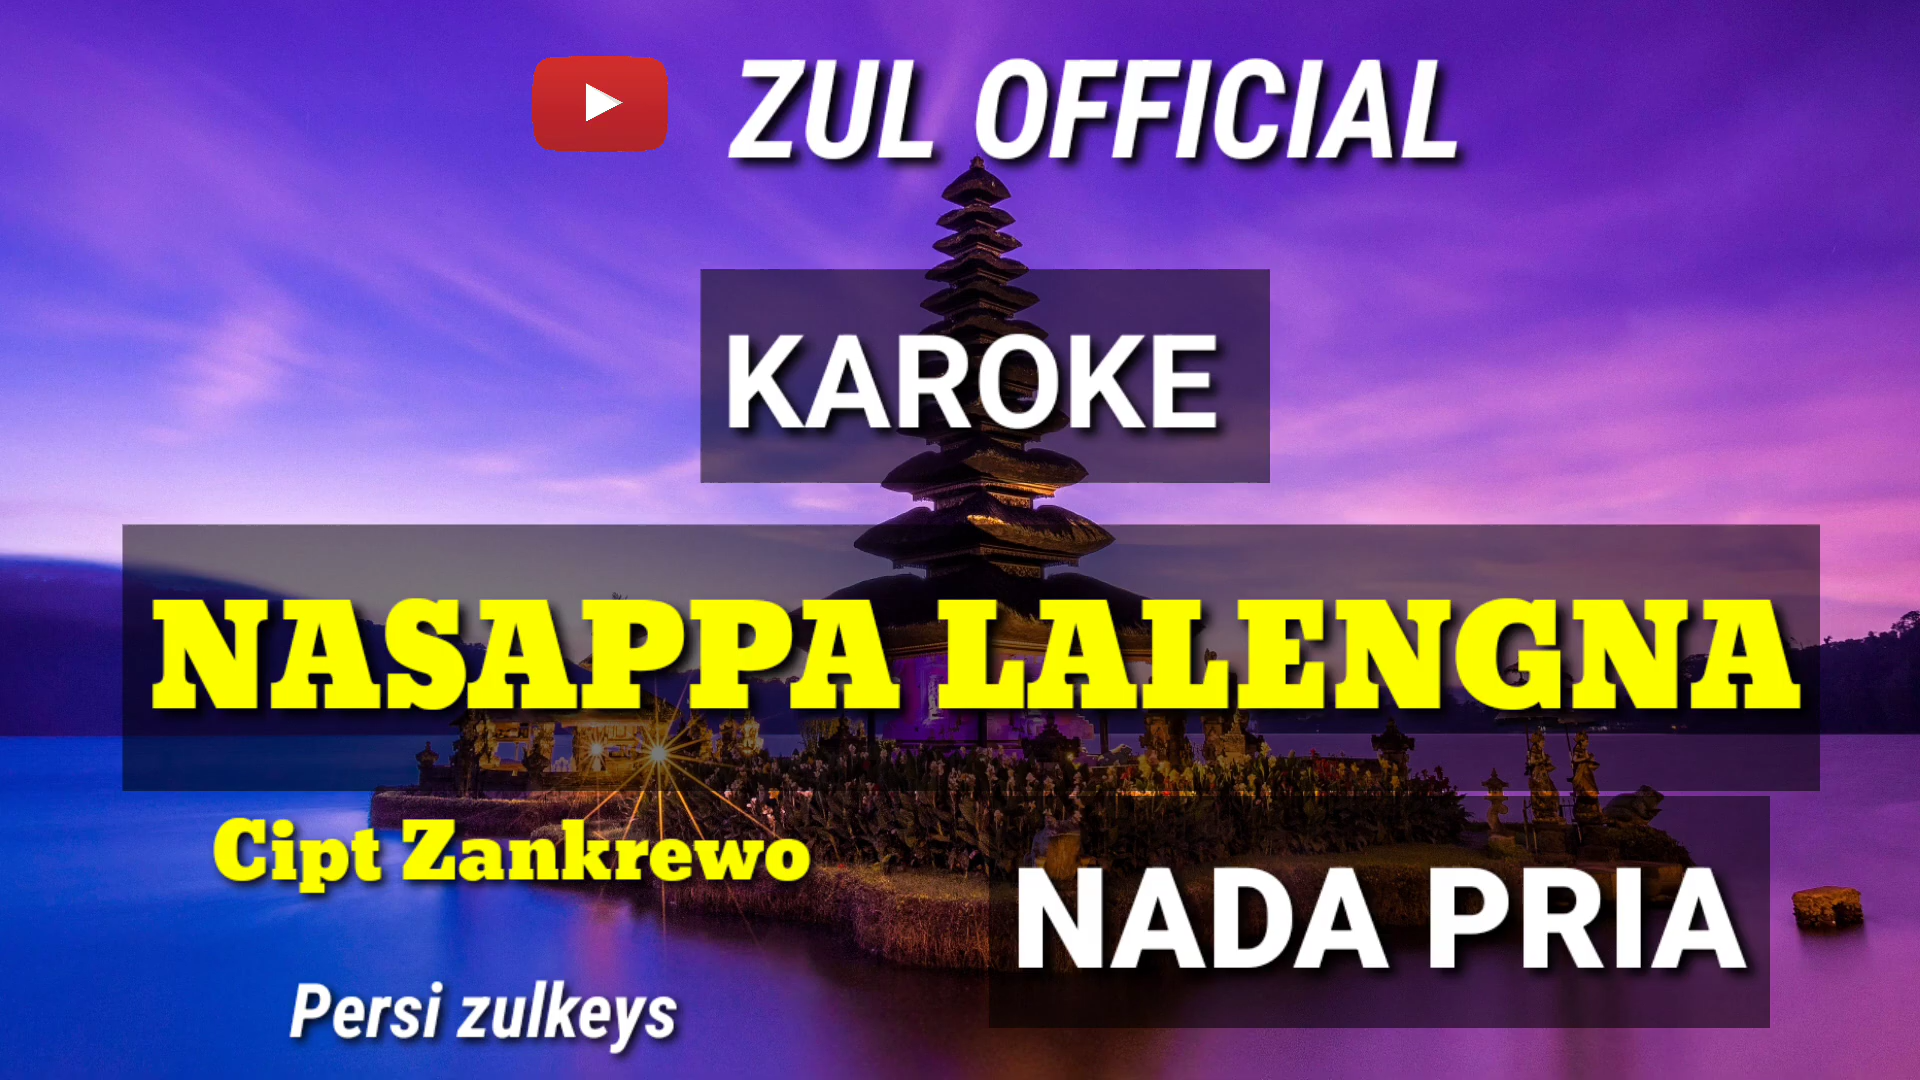 ZUL OFFICIAL
KAROKE
NASAPPA LALENGNA
Cipt Zankrewo
NADA PRIA
Persi zulkeys